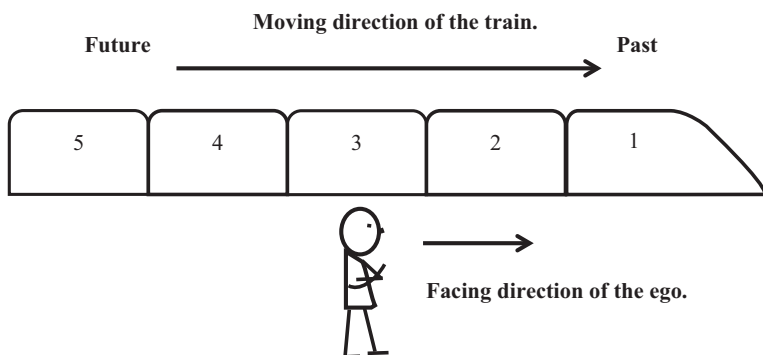 Moving direction of the train.
Future
Past
5 4 3 2 1
Facing direction of the ego.